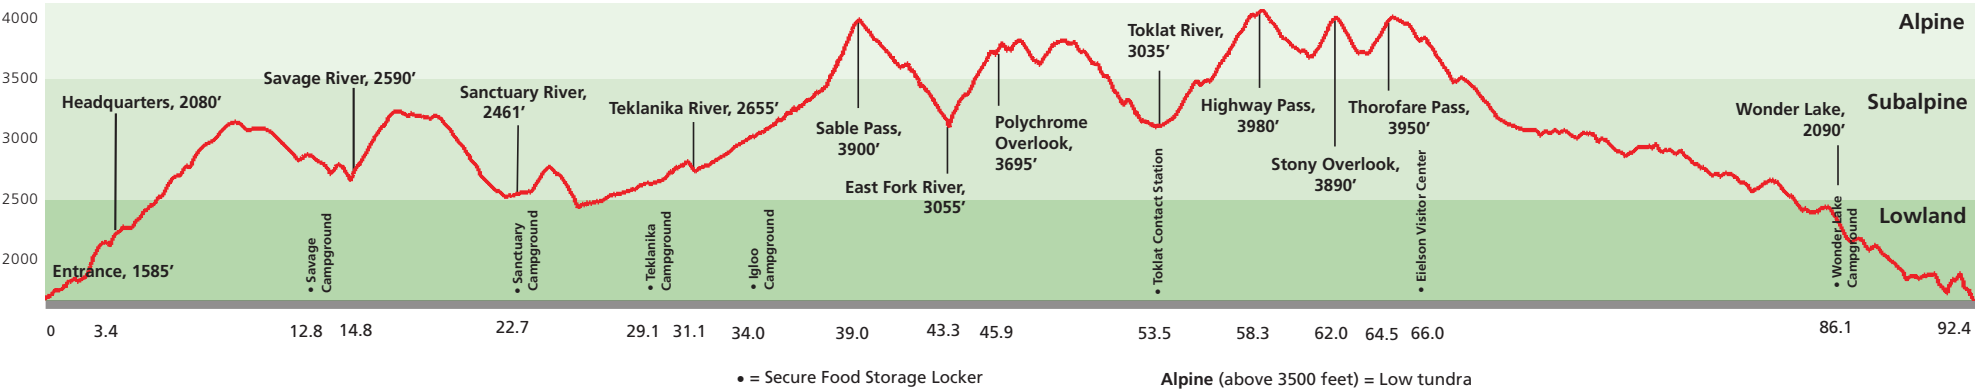 4000
3500
3000
2500
2000
Alpine
Subalpine
Lowland
Entrance, 1585’
Headquarters, 2080’
Savage River, 2590’
Sanctuary River,
2461’
Teklanika River, 2655’
Sable Pass,
3900’
East Fork River,
3055’
Polychrome
Overlook,
3695’
Toklat River,
3035’
Highway Pass,
3980’
Stony Overlook,
3890’
Thorofare Pass,
3950’
Wonder Lake,
2090’
• Savage
Campground
• Sanctuary
Campground
• Teklanika
Campground
• Igloo
Campground
• Toklat Contact Station
• Eielson Visitor Center
• Wonder Lake
Campground
0 3.4 12.8 14.8 22.7 29.1 31.1 34.0 39.0 43.3 45.9 53.5 58.3 62.0 64.5 66.0 86.1 92.4
• = Secure Food Storage Locker
Alpine (above 3500 feet) = Low tundra